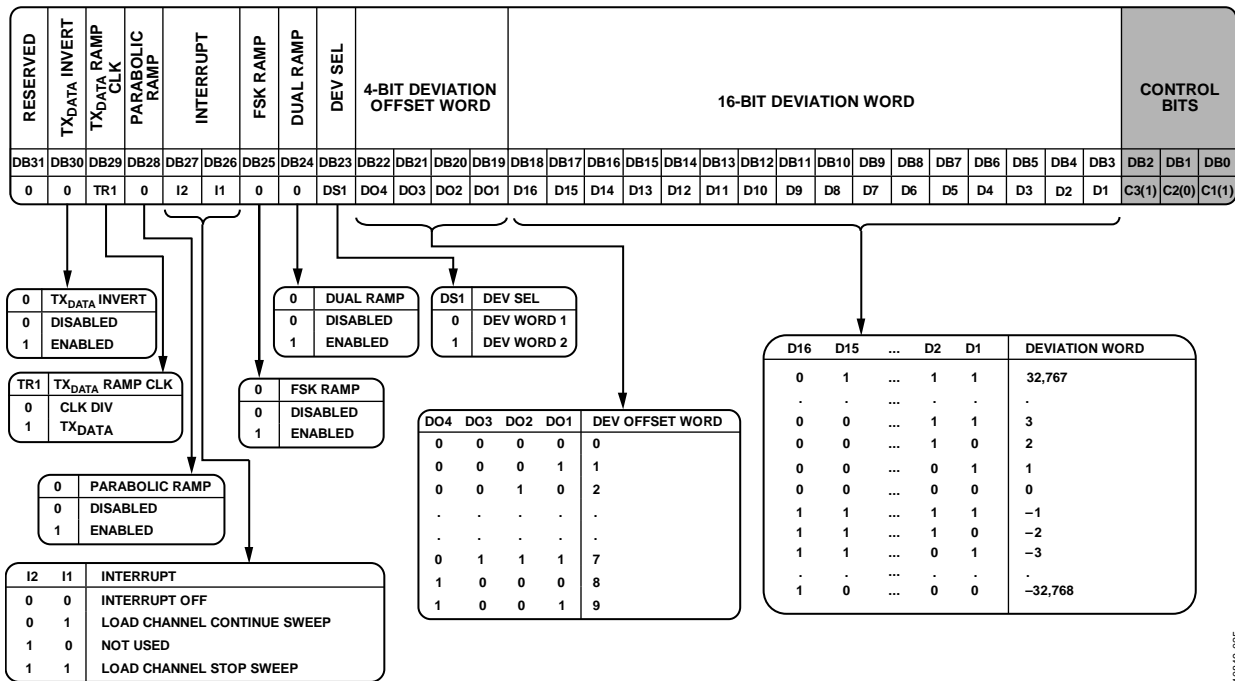 RESERVED
TXDATA INVERT
TXDATA RAMP CLK
PARABOLIC RAMP
INTERRUPT
FSK RAMP
DUAL RAMP
DEV SEL
4-BIT DEVIATION OFFSET WORD
16-BIT DEVIATION WORD
CONTROL BITS
DB31 DB30 DB29 DB28 DB27 DB26 DB25 DB24 DB23 DB22 DB21 DB20 DB19 DB18 DB17 DB16 DB15 DB14 DB13 DB12 DB11 DB10 DB9 DB8 DB7 DB6 DB5 DB4 DB3 DB2 DB1 DB0
0 0 TR1 0 I2 I1 0 0 DS1 DO4 DO3 DO2 DO1 D16 D15 D14 D13 D12 D11 D10 D9 D8 D7 D6 D5 D4 D3 D2 D1 C3(1) C2(0) C1(1)
0 TXDATA INVERT
0 DISABLED
1 ENABLED
TR1 TXDATA RAMP CLK
0 CLK DIV
1 TXDATA
0 PARABOLIC RAMP
0 DISABLED
1 ENABLED
I2 I1 INTERRUPT
0 0 INTERRUPT OFF
0 1 LOAD CHANNEL CONTINUE SWEEP
1 0 NOT USED
1 1 LOAD CHANNEL STOP SWEEP
0 FSK RAMP
0 DISABLED
1 ENABLED
0 DUAL RAMP
0 DISABLED
1 ENABLED
DS1 DEV SEL
0 DEV WORD 1
1 DEV WORD 2
DO4 DO3 DO2 DO1 DEV OFFSET WORD
0 0 0 0 0
0 0 0 1 1
0 0 1 0 2
. . . . .
. . . . .
0 1 1 1 7
1 0 0 0 8
1 0 0 1 9
D16 D15 ... D2 D1 DEVIATION WORD
0 1 ... 1 1 32,767
. . ... . . .
0 0 ... 1 1 3
0 0 ... 1 0 2
0 0 ... 0 1 1
0 0 ... 0 0 0
1 1 ... 1 1 –1
1 1 ... 1 0 –2
1 1 ... 0 1 –3
. . ... . . .
1 0 ... 0 0 –32,768